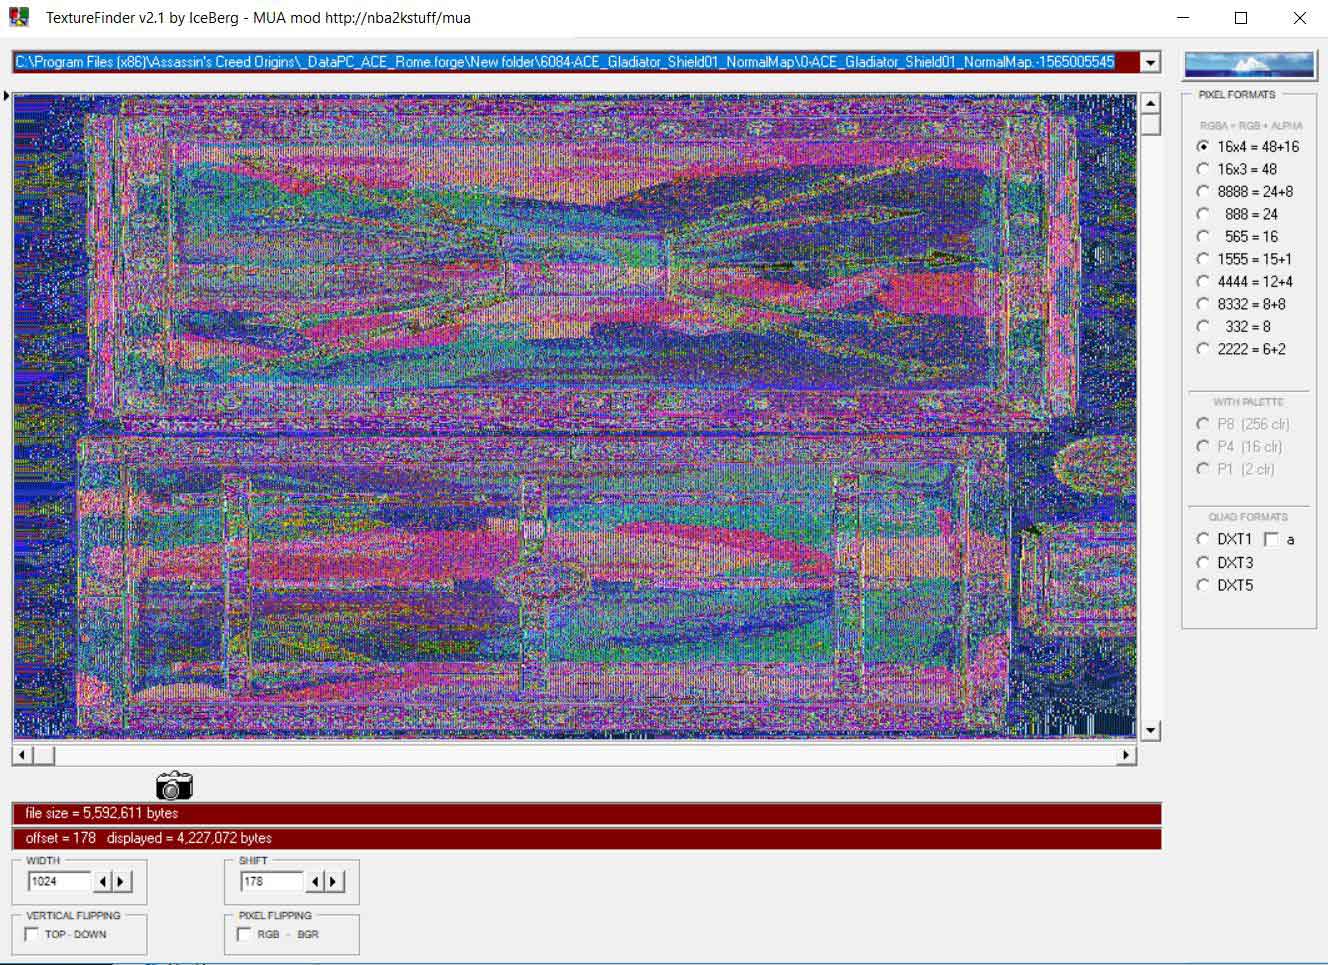 TextureFinder v2.1 by IceBerg - MUA mod http://nba2kstuff/mua
C:\Program Files (x86)\Assassin's Creed Origins\_DataPC_ACE_Rome.forge\New folder\6084-ACE_Gladiator_Shield01_NormalMap\0-ACE_Gladiator_Shield01_NormalMap.-1565005545
PIXEL FORMATS
RGBA = RGB + ALPHA
16x4 = 48+16
16x3 = 48
8888 = 24+8
888 = 24
565 = 16
1555 = 15+1
4444 = 12+4
8332 = 8+8
332 = 8
2222 = 6+2
WITH PALETTE
P8 (256 clr)
P4 (16 clr)
P1 (2 clr)
QUAD FORMATS
DXT1 a
DXT3
DXT5
file size = 5,592,611 bytes
offset = 178 displayed = 4,227,072 bytes
WIDTH
1024
SHIFT
178
VERTICAL FLIPPING
TOP - DOWN
PIXEL FLIPPING
RGB - BGR